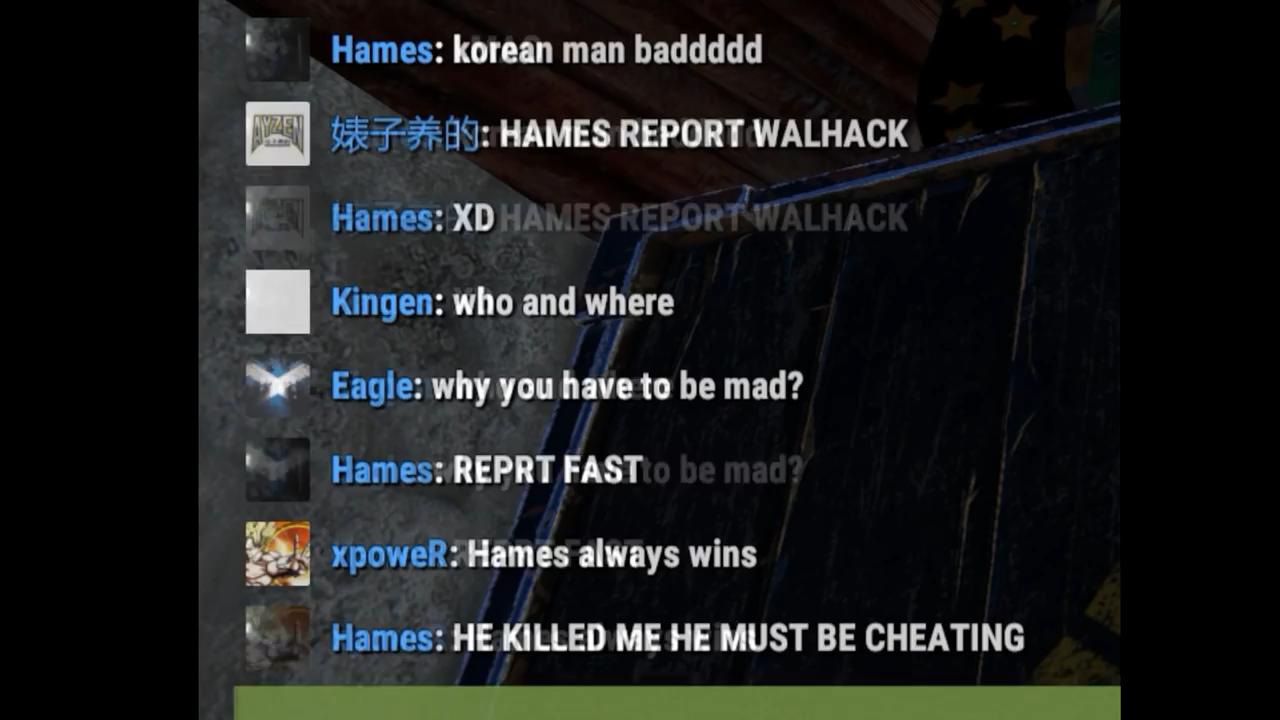 Hames: korean man baddddd
AYZEN
婊子养的: HAMES REPORT WALHACK
Hames: XD
Kingen: who and where
Eagle: why you have to be mad?
Hames: REPRT FAST
xpoweR: Hames always wins
Hames: HE KILLED ME HE MUST BE CHEATING